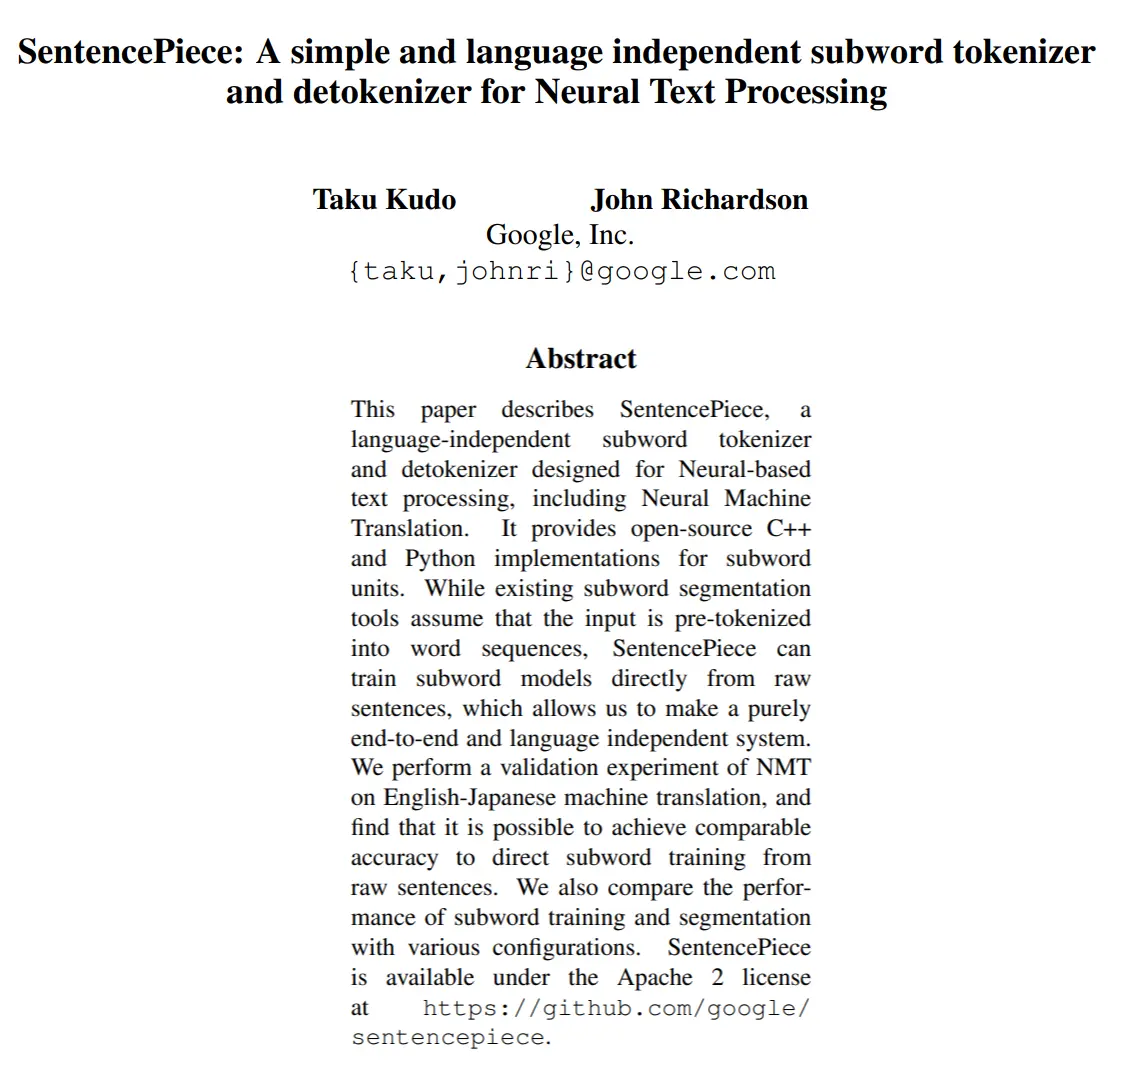 SentencePiece: A simple and language independent subword tokenizer
and detokenizer for Neural Text Processing
Taku Kudo John Richardson
Google, Inc.
{taku,johnri}@google.com
Abstract
This paper describes SentencePiece, a
language-independent subword tokenizer
and detokenizer designed for Neural-based
text processing, including Neural Machine
Translation. It provides open-source C++
and Python implementations for subword
units. While existing subword segmentation
tools assume that the input is pre-tokenized
into word sequences, SentencePiece can
train subword models directly from raw
sentences, which allows us to make a purely
end-to-end and language independent system.
We perform a validation experiment of NMT
on English-Japanese machine translation, and
find that it is possible to achieve comparable
accuracy to direct subword training from
raw sentences. We also compare the perfor-
mance of subword training and segmentation
with various configurations. SentencePiece
is available under the Apache 2 license
at https://github.com/google/
sentencepiece.